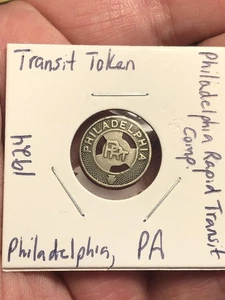 Transit Token
Philadelphia Rapid Transit
Comp.
1924
PHILADELPHIA
PRT
Philadelphia, PA